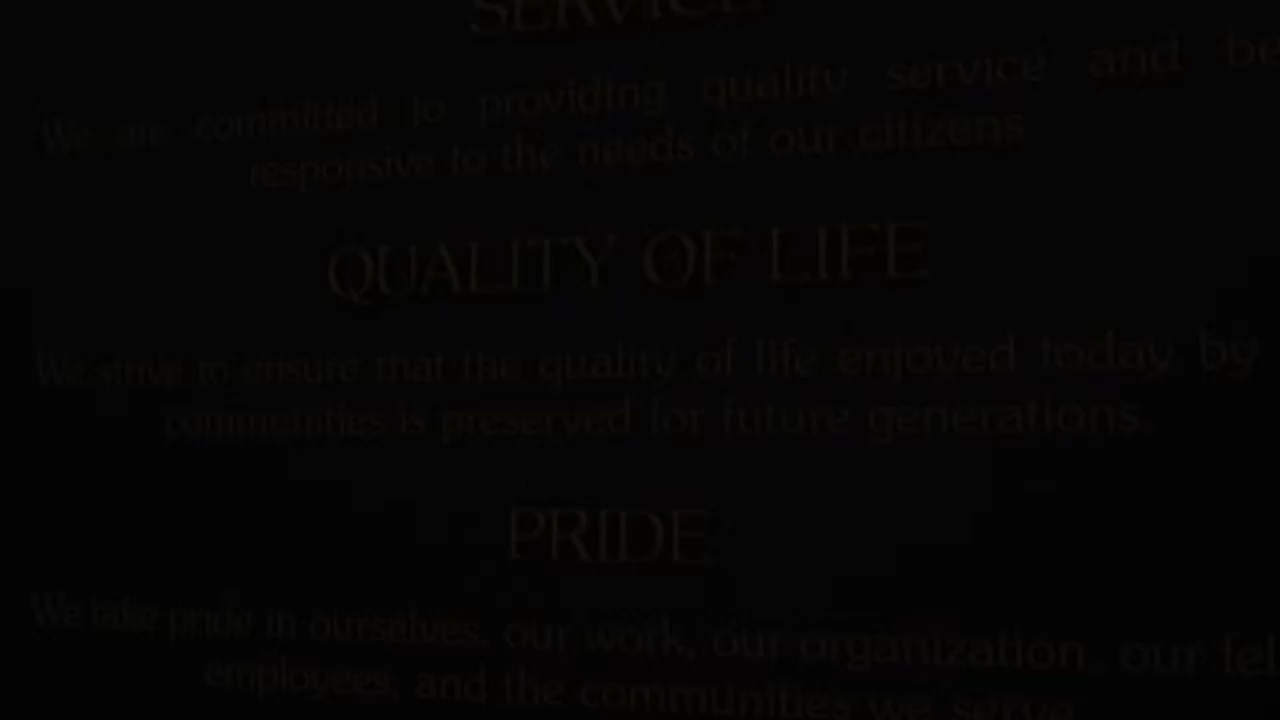 SERVICE
We are committed to providing quality service and be
responsive to the needs of our citizens
QUALITY OF LIFE
We strive to ensure that the quality of life enjoyed today by
communities is preserved for future generations.
PRIDE
We take pride in ourselves, our work, our organization, our fel
employees, and the communities we serve